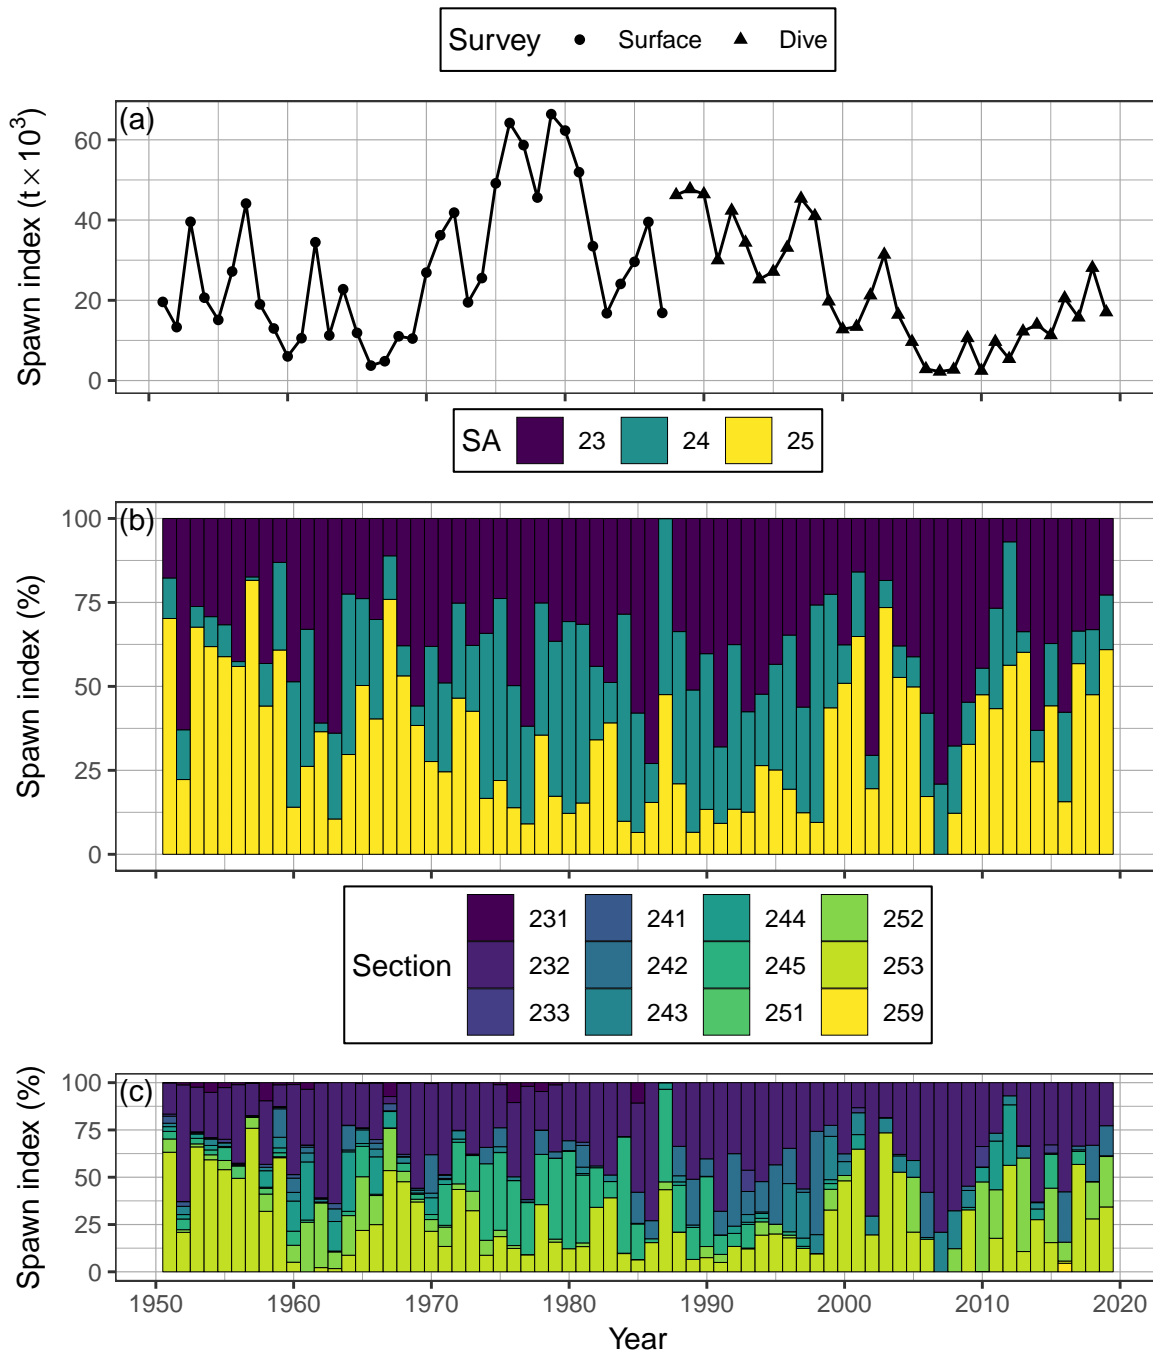 Survey Surface Dive
(a)
Spawn index (t × 10³)
60
40
20
0
SA 23 24 25
(b)
Spawn index (%)
100
75
50
25
0
Section
231 241 244 252
232 242 245 253
233 243 251 259
(c)
Spawn index (%)
100
75
50
25
0
1950 1960 1970 1980 1990 2000 2010 2020
Year